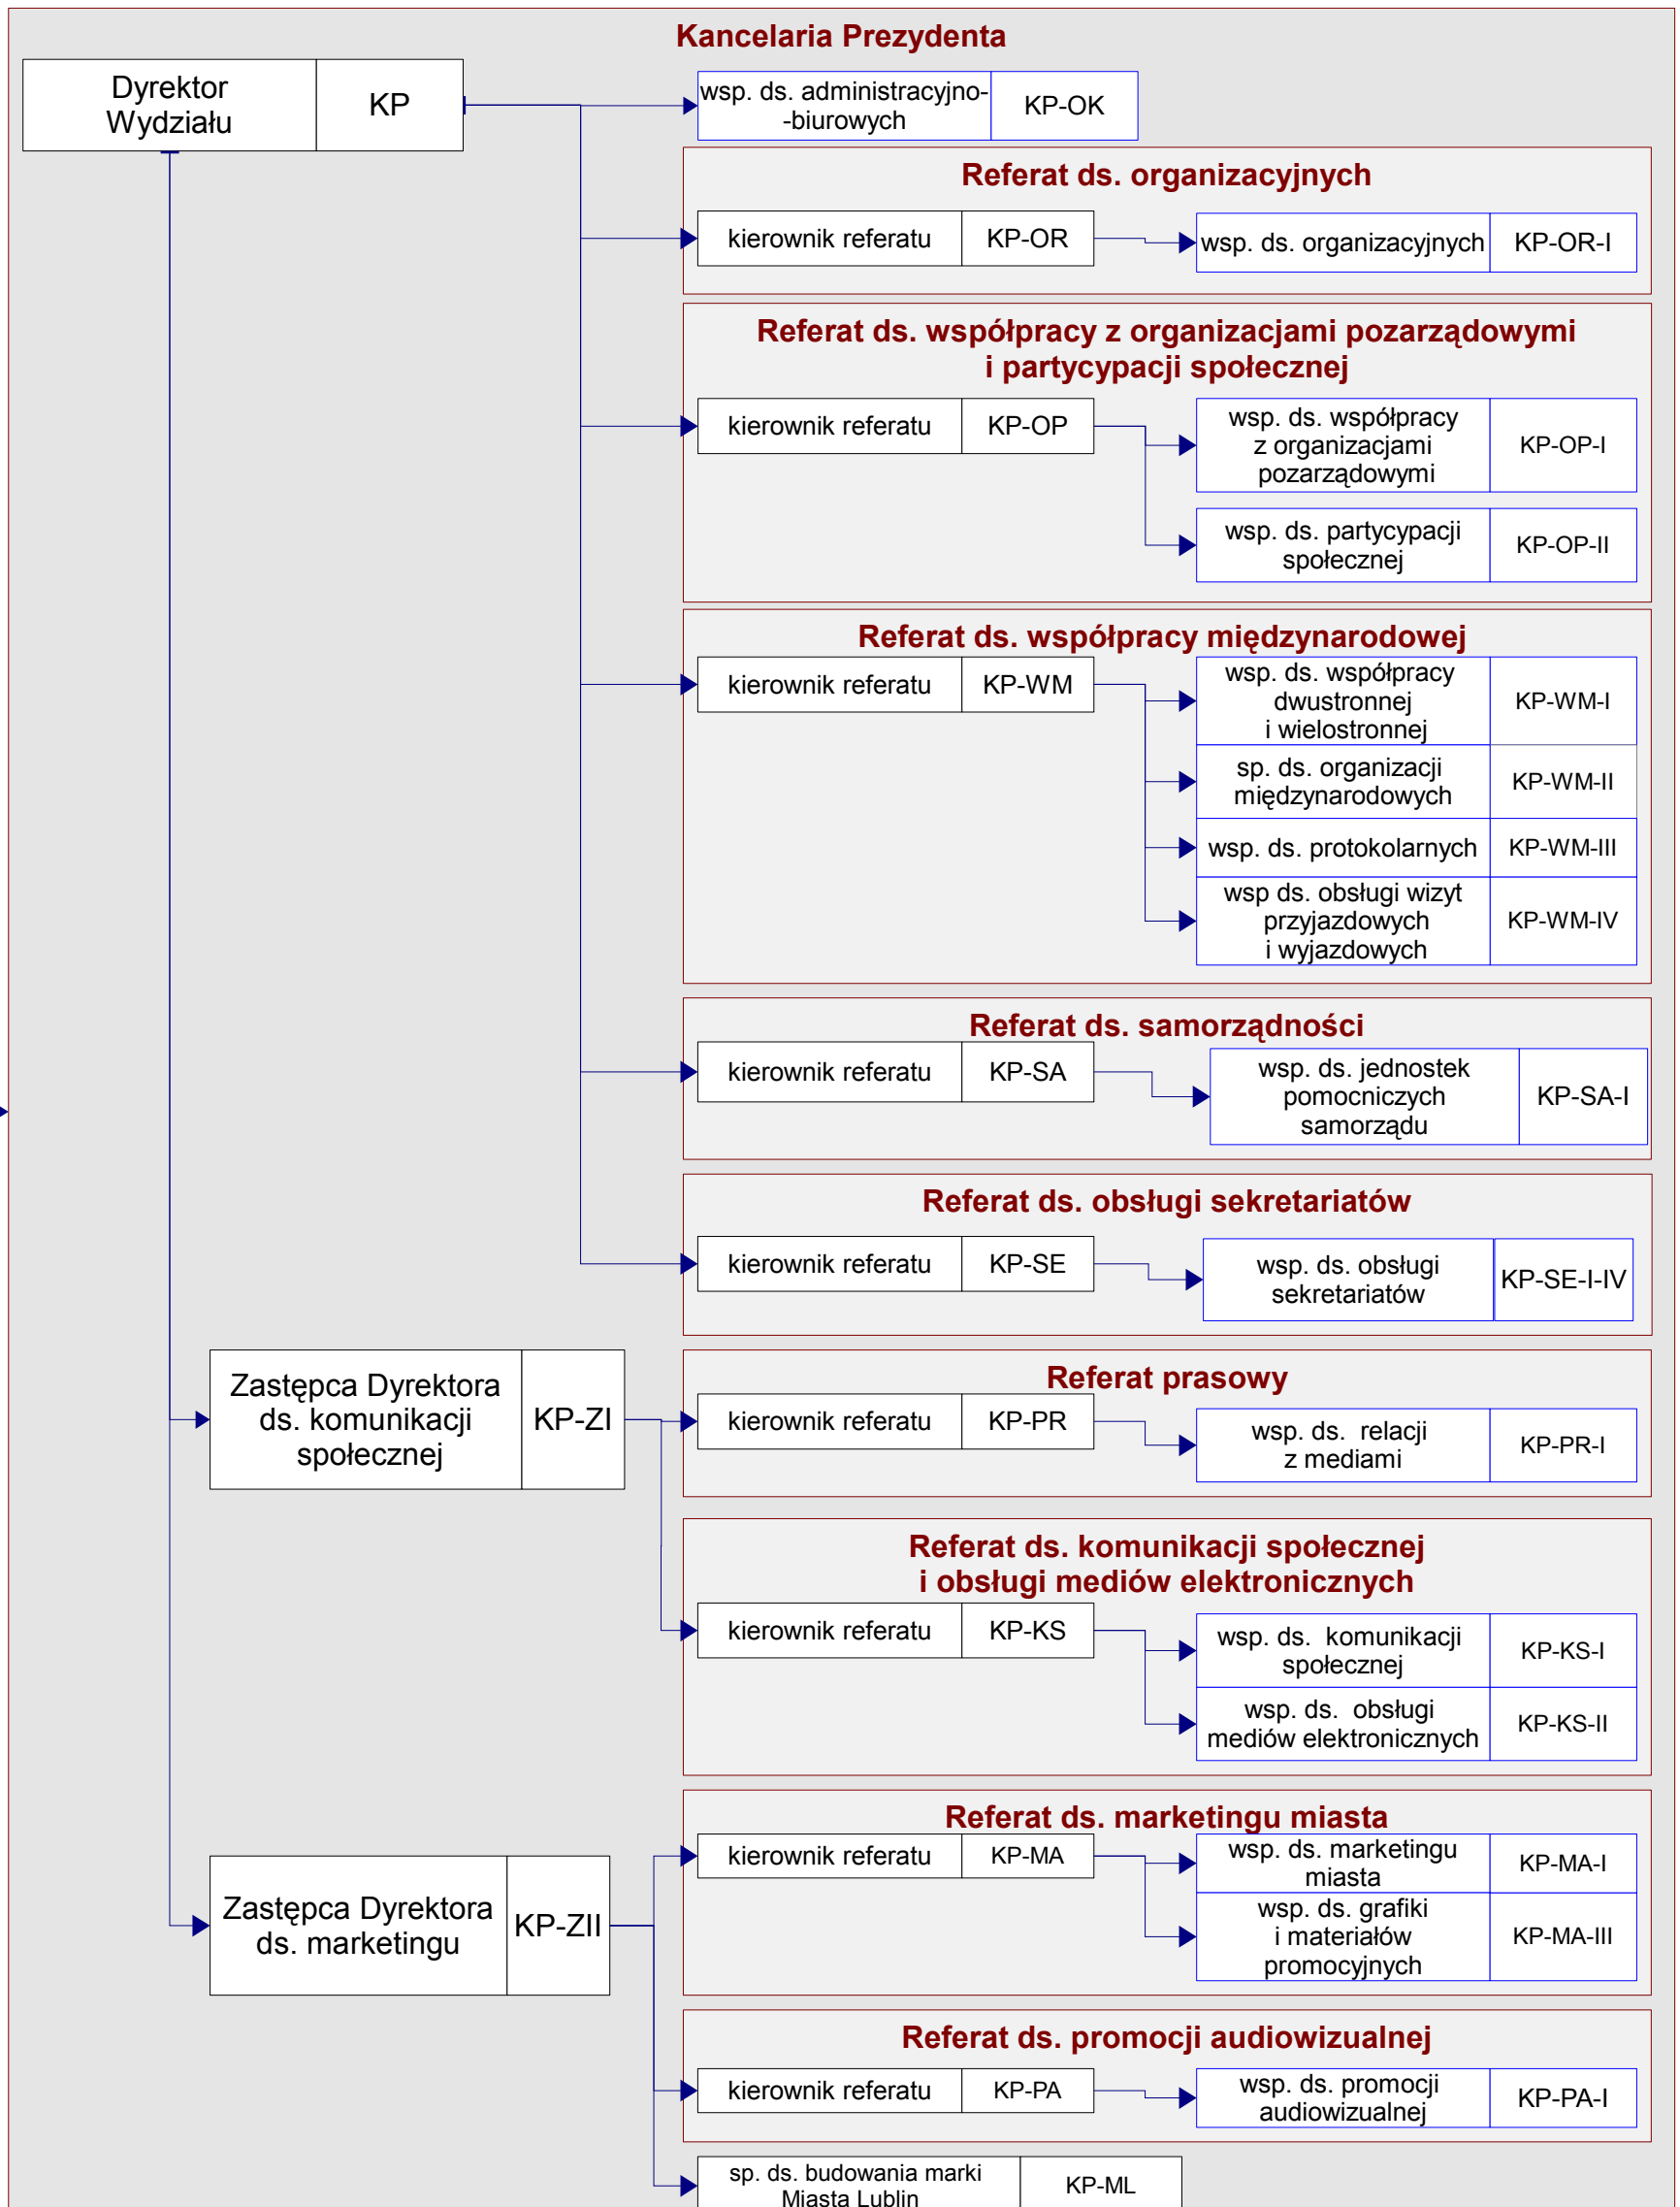 Kancelaria Prezydenta
Dyrektor
Wydziału
KP
wsp. ds. administracyjno-
-biurowych
KP-OK
Referat ds. organizacyjnych
kierownik referatu
KP-OR
wsp. ds. organizacyjnych
KP-OR-I
Referat ds. współpracy z organizacjami pozarządowymi
i partycypacji społecznej
kierownik referatu
KP-OP
wsp. ds. współpracy
z organizacjami
pozarządowymi
KP-OP-I
wsp. ds. partycypacji
społecznej
KP-OP-II
Referat ds. współpracy międzynarodowej
kierownik referatu
KP-WM
wsp. ds. współpracy
dwustronnej
i wielostronnej
KP-WM-I
sp. ds. organizacji
międzynarodowych
KP-WM-II
wsp. ds. protokolarnych
KP-WM-III
wsp ds. obsługi wizyt
przyjazdowych
i wyjazdowych
KP-WM-IV
Referat ds. samorządności
kierownik referatu
KP-SA
wsp. ds. jednostek
pomocniczych
samorządu
KP-SA-I
Referat ds. obsługi sekretariatów
kierownik referatu
KP-SE
wsp. ds. obsługi
sekretariatów
KP-SE-I-IV
Zastępca Dyrektora
ds. komunikacji
społecznej
KP-ZI
Referat prasowy
kierownik referatu
KP-PR
wsp. ds. relacji
z mediami
KP-PR-I
Referat ds. komunikacji społecznej
i obsługi mediów elektronicznych
kierownik referatu
KP-KS
wsp. ds. komunikacji
społecznej
KP-KS-I
wsp. ds. obsługi
mediów elektronicznych
KP-KS-II
Zastępca Dyrektora
ds. marketingu
KP-ZII
Referat ds. marketingu miasta
kierownik referatu
KP-MA
wsp. ds. marketingu
miasta
KP-MA-I
wsp. ds. grafiki
i materiałów
promocyjnych
KP-MA-III
Referat ds. promocji audiowizualnej
kierownik referatu
KP-PA
wsp. ds. promocji
audiowizualnej
KP-PA-I
sp. ds. budowania marki
Miasta Lublin
KP-ML